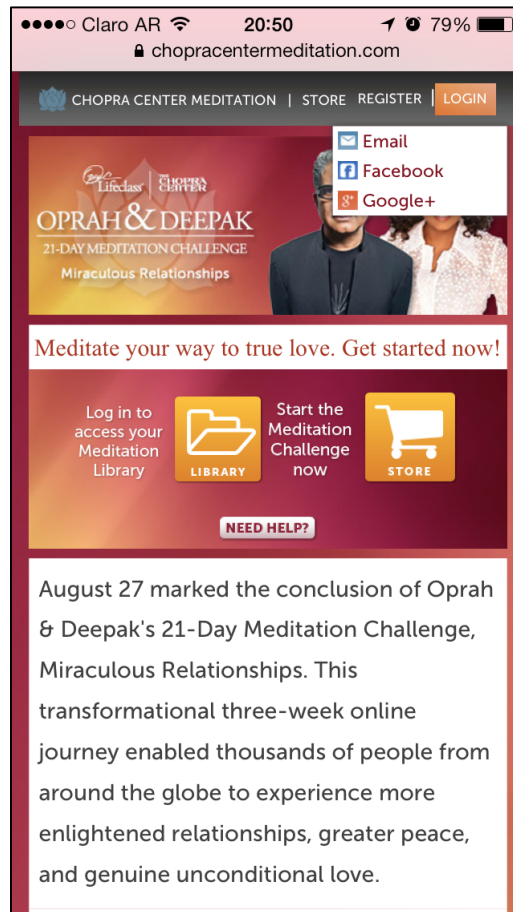 Claro AR 20:50 79%
chopracentermeditation.com
CHOPRA CENTER MEDITATION | STORE REGISTER | LOGIN
Email
Facebook
Google+
Lifeclass THE CHOPRA CENTER
OPRAH & DEEPAK
21-DAY MEDITATION CHALLENGE
Miraculous Relationships
Meditate your way to true love. Get started now!
Log in to
access your
Meditation
Library
LIBRARY
Start the
Meditation
Challenge
now
STORE
NEED HELP?
August 27 marked the conclusion of Oprah
& Deepak's 21-Day Meditation Challenge,
Miraculous Relationships. This
transformational three-week online
journey enabled thousands of people from
around the globe to experience more
enlightened relationships, greater peace,
and genuine unconditional love.